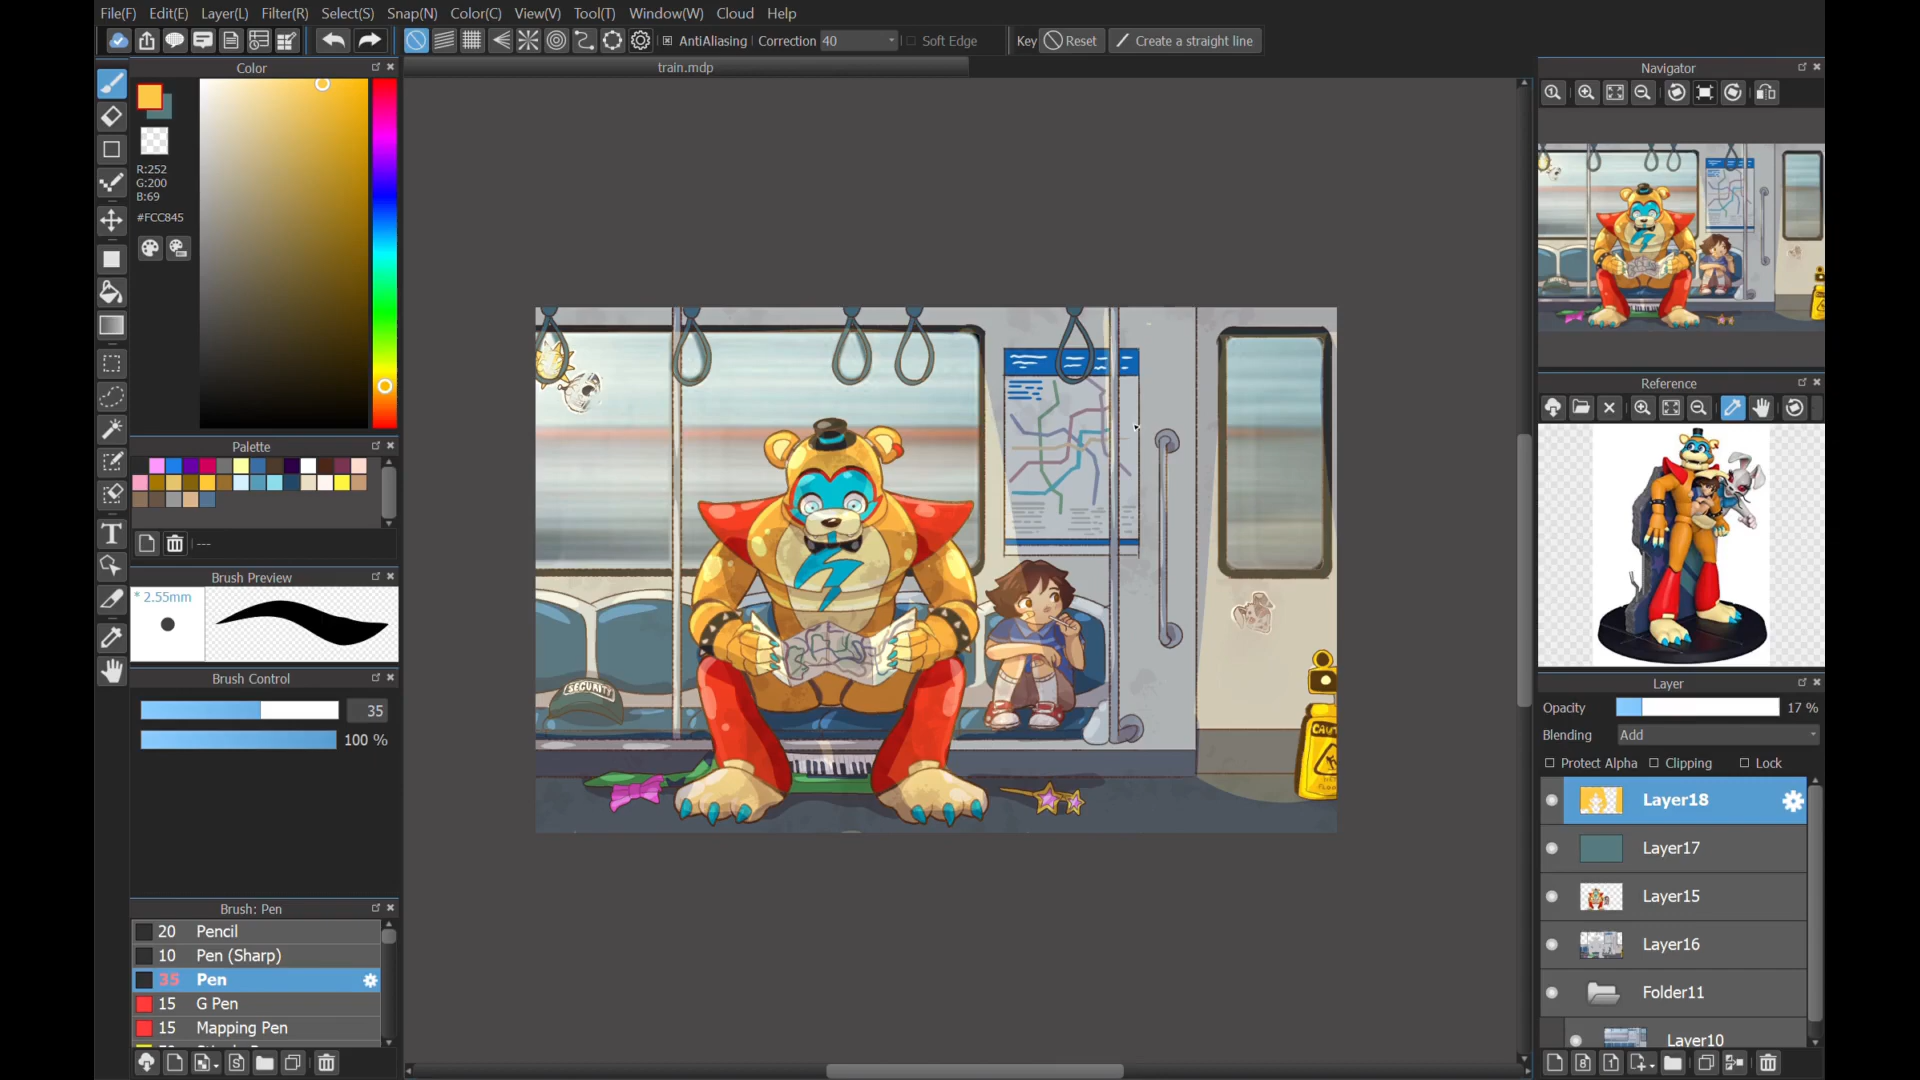 File(F) Edit(E) Layer(L) Filter(R) Select(S) Snap(N) Color(C) View(V) Tool(T) Window(W) Cloud Help
AntiAliasing Correction 40 Soft Edge Key Reset Create a straight line
Color
train.mdp
Navigator
R:252
G:200
B:69
#FCC845
Reference
Palette
---
Brush Preview
* 2.55mm
SECURITY
Brush Control
Layer
35
Opacity 17 %
100 %
Blending Add
Protect Alpha Clipping Lock
Layer18
Layer17
Layer15
Layer16
Folder11
Layer10
Brush: Pen
20 Pencil
10 Pen (Sharp)
35 Pen
15 G Pen
15 Mapping Pen